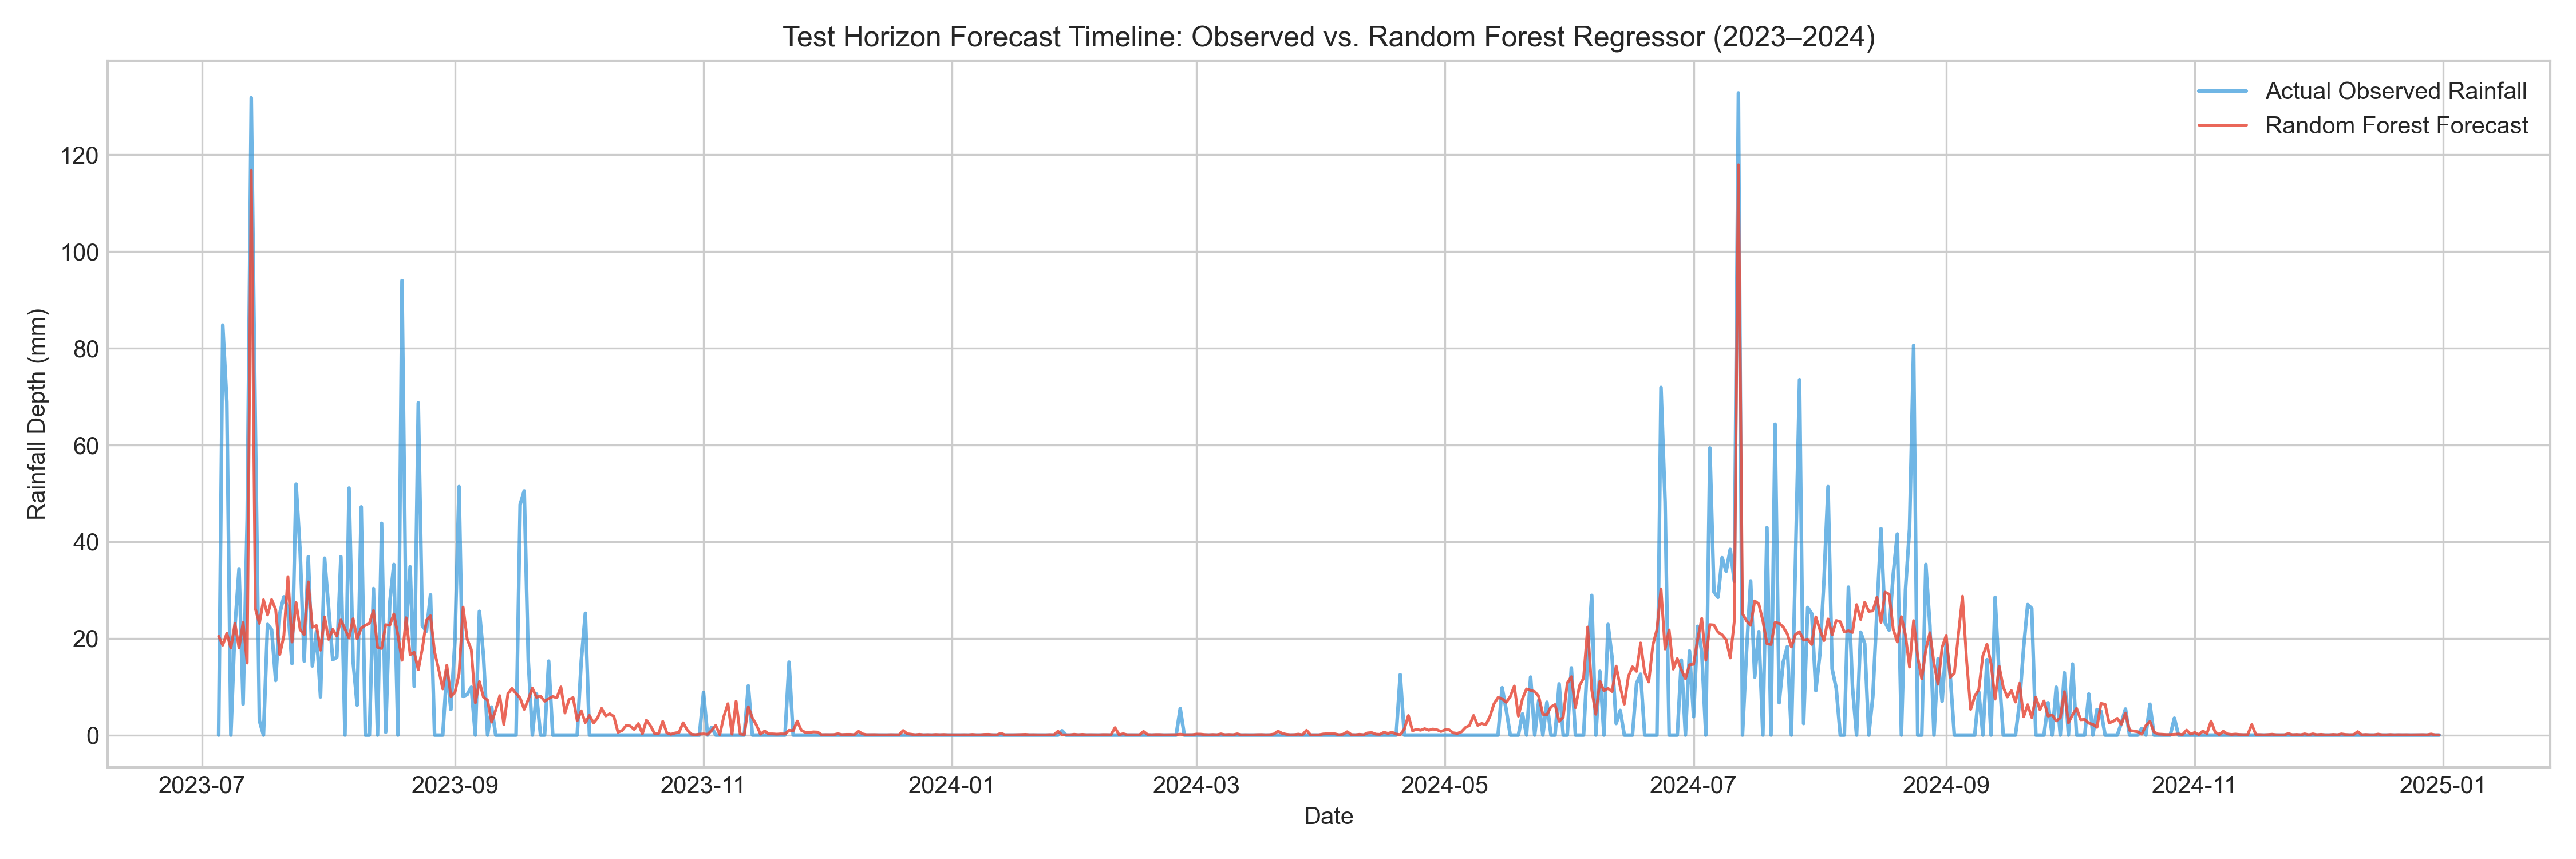 Test Horizon Forecast Timeline: Observed vs. Random Forest Regressor (2023–2024)
Actual Observed Rainfall
Random Forest Forecast
Rainfall Depth (mm)
120
100
80
60
40
20
0
2023-07 2023-09 2023-11 2024-01 2024-03 2024-05 2024-07 2024-09 2024-11 2025-01
Date